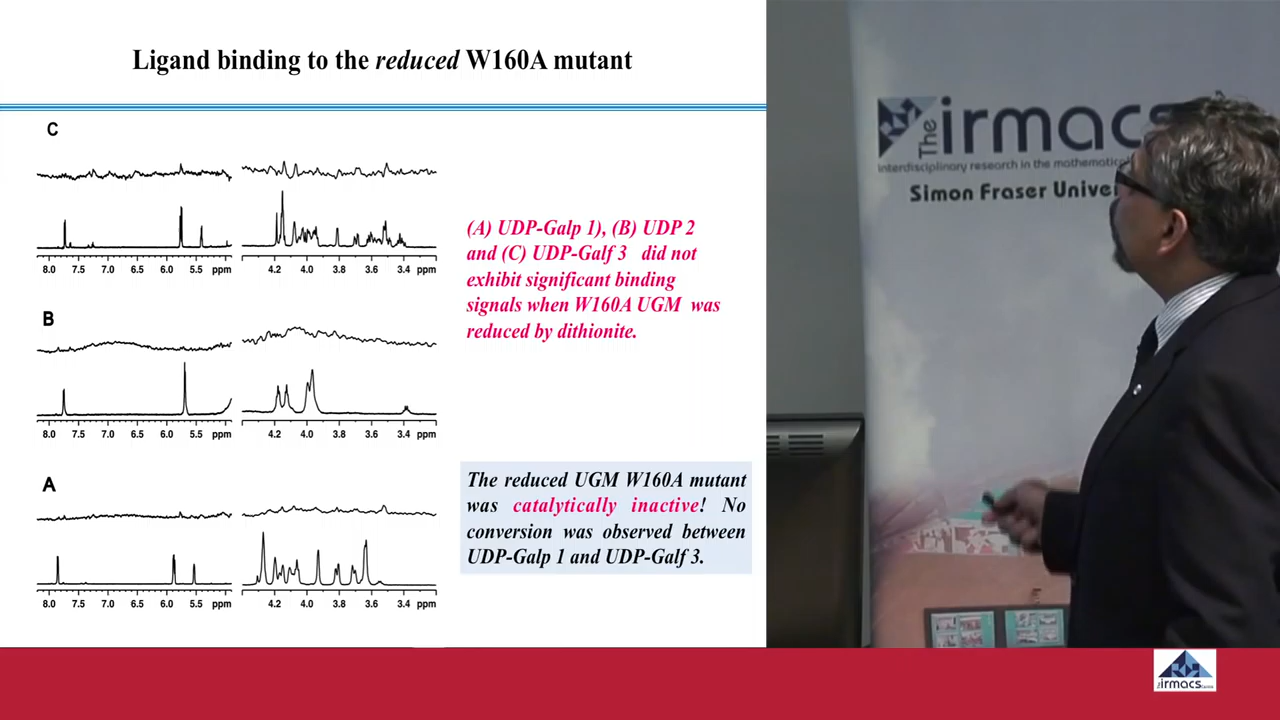 Ligand binding to the reduced W160A mutant
C
8.0 7.5 7.0 6.5 6.0 5.5 ppm
4.2 4.0 3.8 3.6 3.4 ppm
B
8.0 7.5 7.0 6.5 6.0 5.5 ppm
4.2 4.0 3.8 3.6 3.4 ppm
A
8.0 7.5 7.0 6.5 6.0 5.5 ppm
4.2 4.0 3.8 3.6 3.4 ppm
(A) UDP-Galp 1), (B) UDP 2
and (C) UDP-Galf 3 did not
exhibit significant binding
signals when W160A UGM was
reduced by dithionite.
The reduced UGM W160A mutant
was catalytically inactive! No
conversion was observed between
UDP-Galp 1 and UDP-Galf 3.
The irmacs
interdisciplinary research in the
Simon Fraser
irmacs